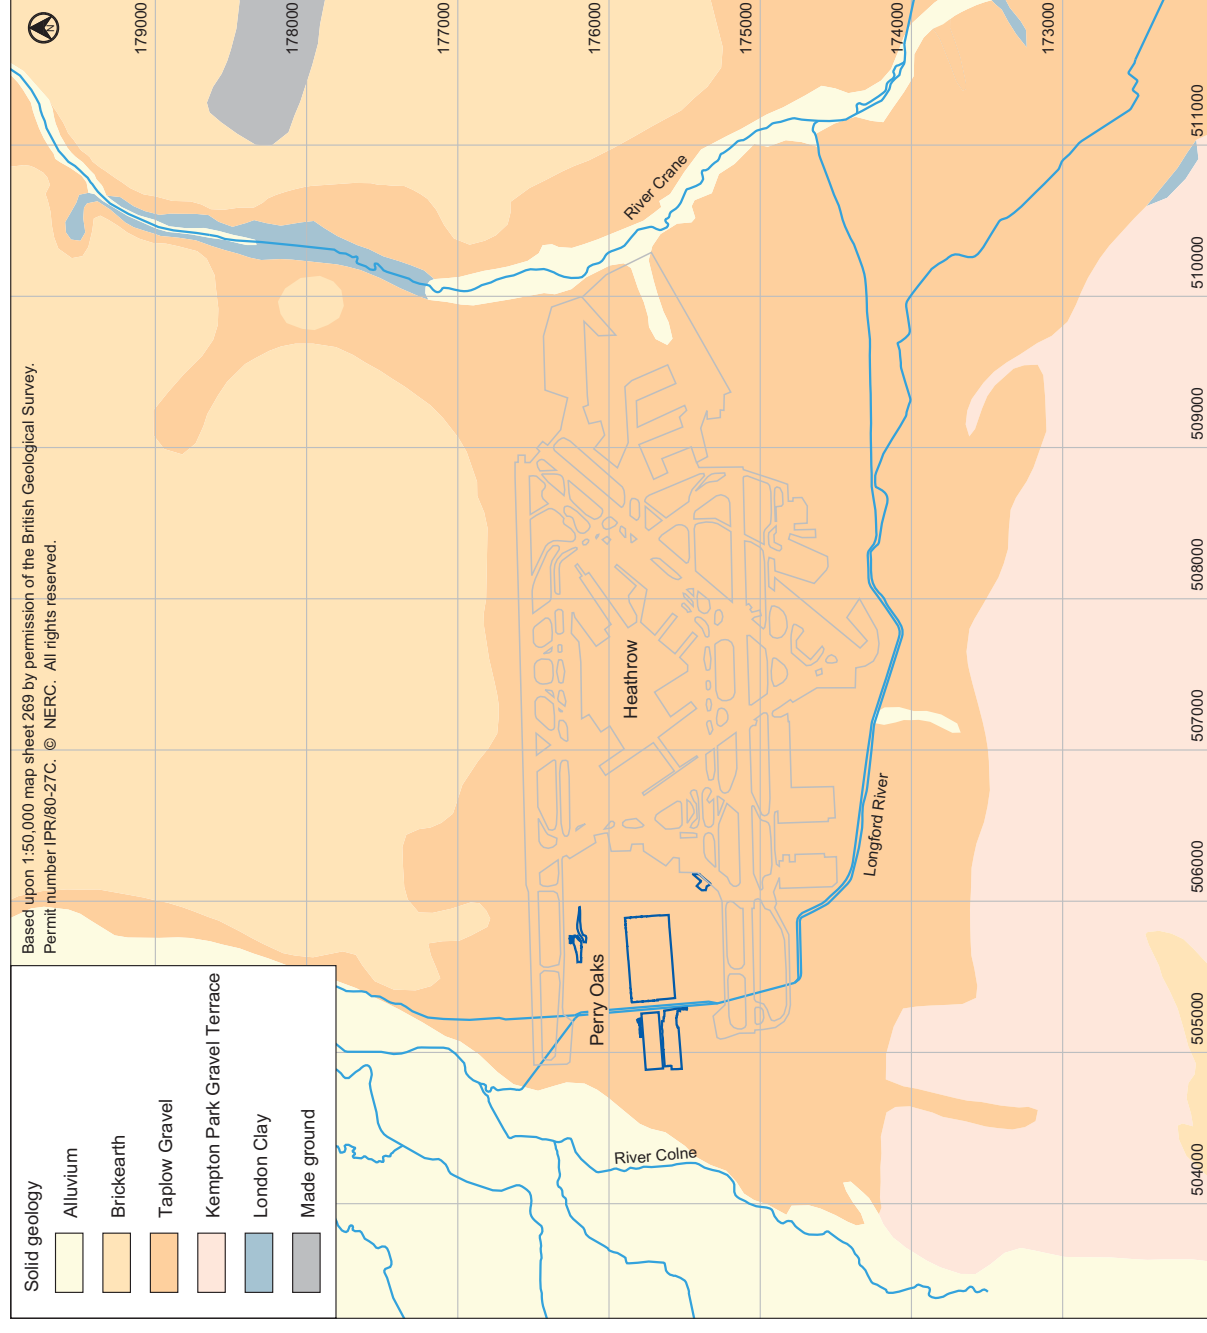 Based upon 1:50,000 map sheet 269 by permission of the British Geological Survey.
Permit number IPR/80-27C. © NERC. All rights reserved.
N
Solid geology
Alluvium
Brickearth
Taplow Gravel
Kempton Park Gravel Terrace
London Clay
Made ground
179000
178000
177000
176000
175000
174000
173000
504000
505000
506000
507000
508000
509000
510000
511000
River Crane
Heathrow
Perry Oaks
Longford River
River Colne